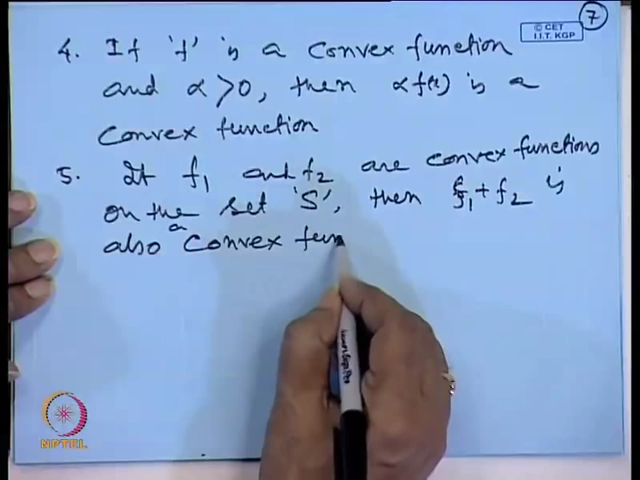 © CET
I.I.T. KGP
7
4. If 'f' is a convex function
and α > 0, then αf(x) is a
convex function
5. If f₁ and f₂ are convex functions
on the set 'S', then f₁ + f₂ is
also a convex fun
NPTEL